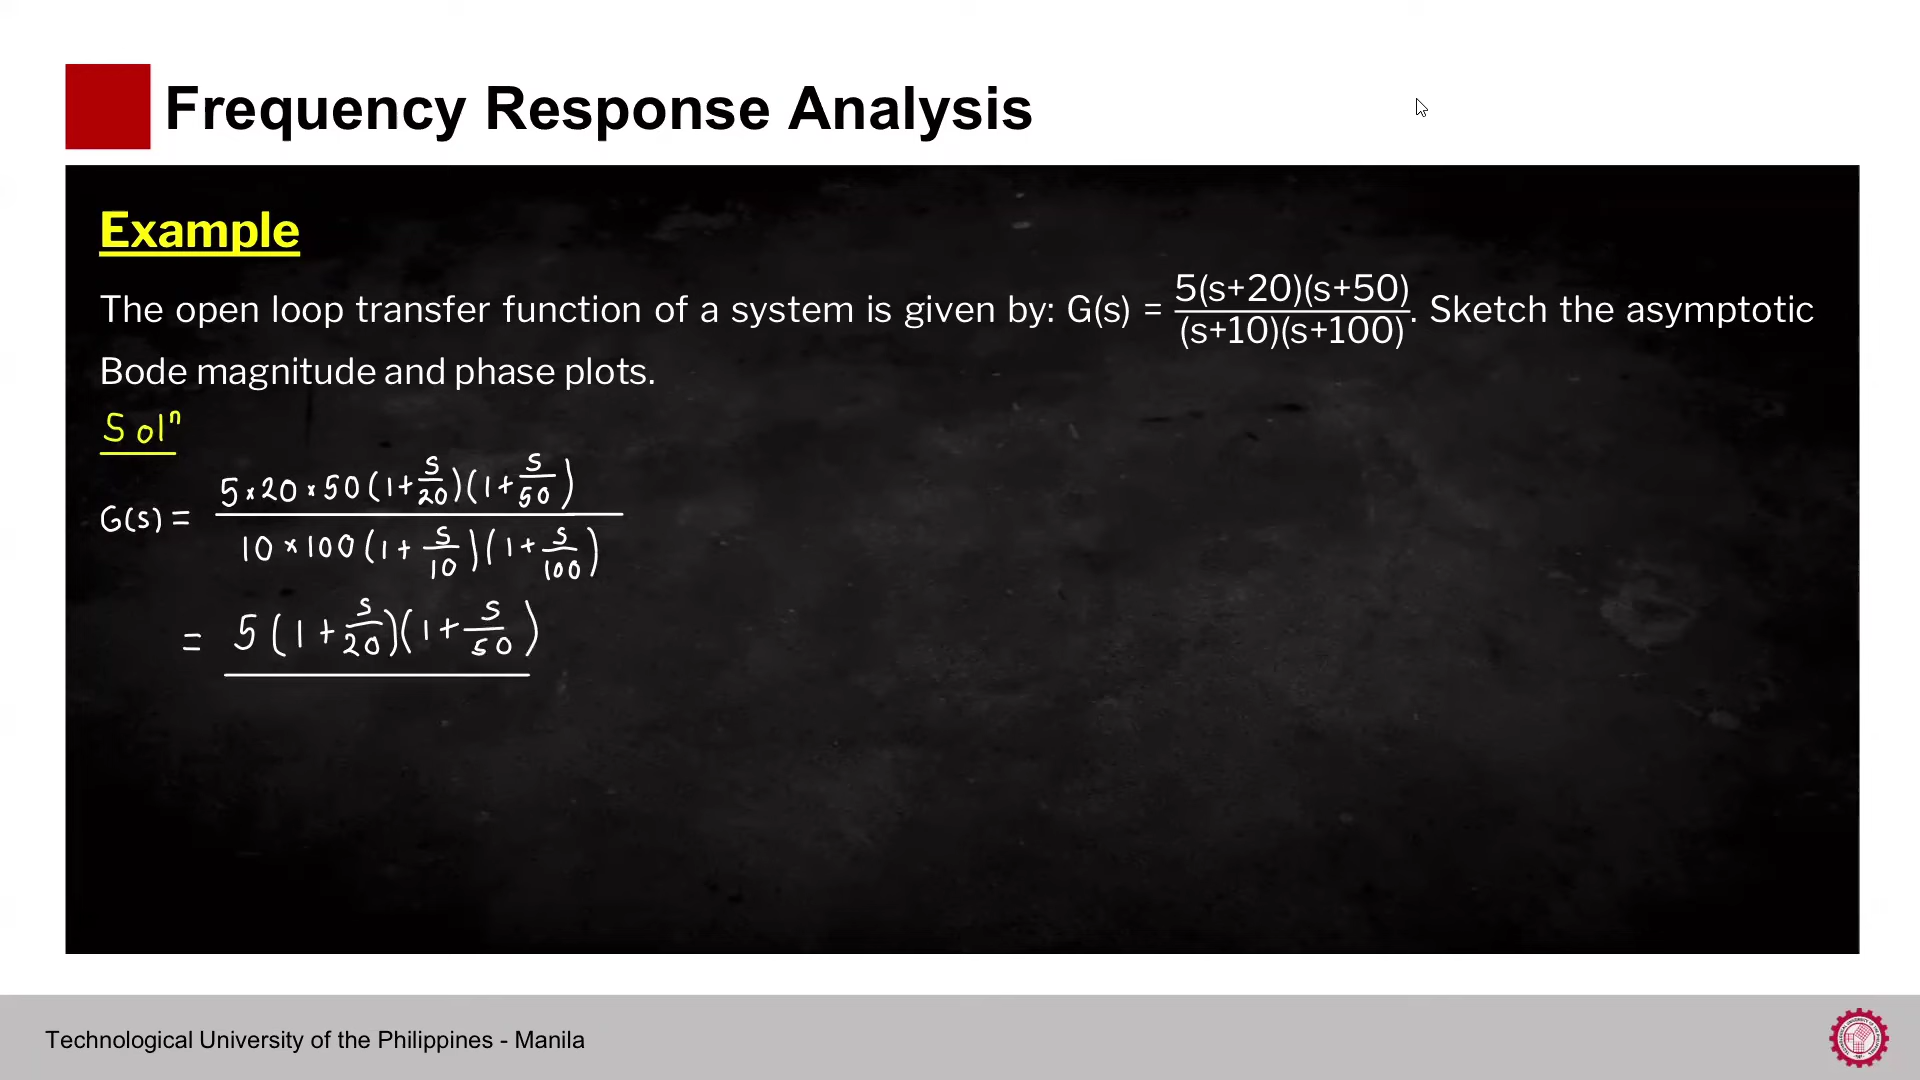 Frequency Response Analysis
Example
The open loop transfer function of a system is given by: G(s) = 5(s+20)(s+50)/(s+10)(s+100). Sketch the asymptotic
Bode magnitude and phase plots.
Solⁿ
G(s) = 5×20×50(1+s/20)(1+s/50) / 10×100(1+s/10)(1+s/100)
= 5(1+s/20)(1+s/50)
Technological University of the Philippines - Manila